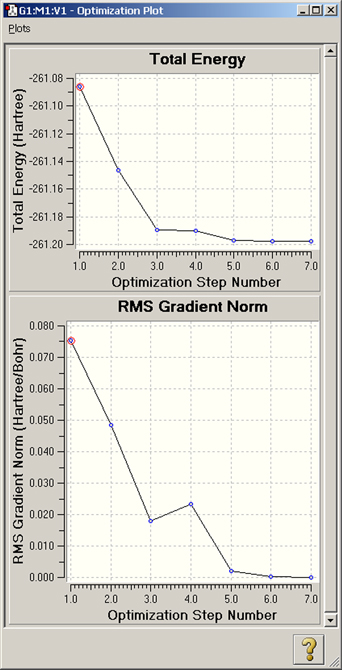 G1:M1:V1 - Optimization Plot
Plots
Total Energy
Total Energy (Hartree)
-261.08
-261.10
-261.12
-261.14
-261.16
-261.18
-261.20
1.0 2.0 3.0 4.0 5.0 6.0 7.0
Optimization Step Number
RMS Gradient Norm
RMS Gradient Norm (Hartree/Bohr)
0.080
0.070
0.060
0.050
0.040
0.030
0.020
0.010
0.000
1.0 2.0 3.0 4.0 5.0 6.0 7.0
Optimization Step Number
?